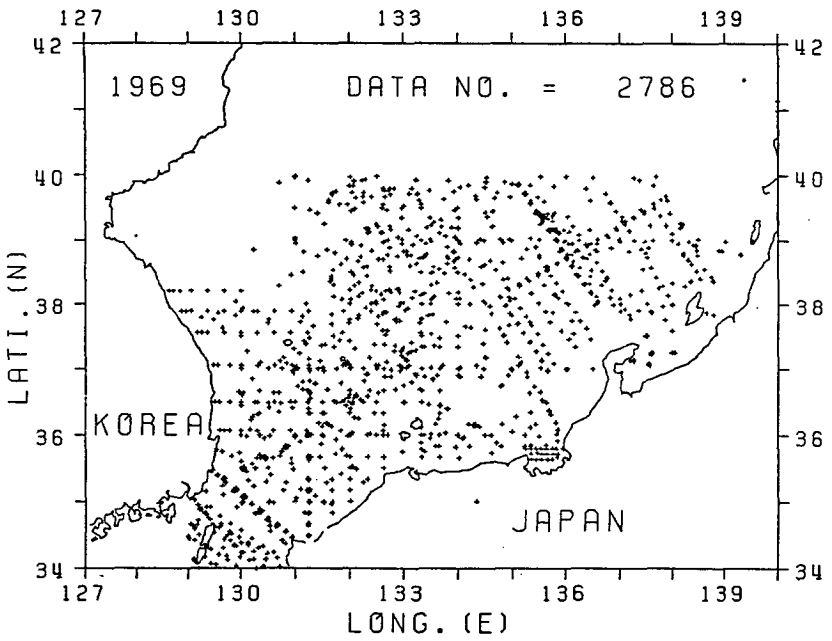 127 130 133 136 139
42 42
1969 DATA NO. = 2786
40 40
38 38
LATI. (N)
KOREA
36 36
JAPAN
34 34
127 130 133 136 139
LONG. (E)